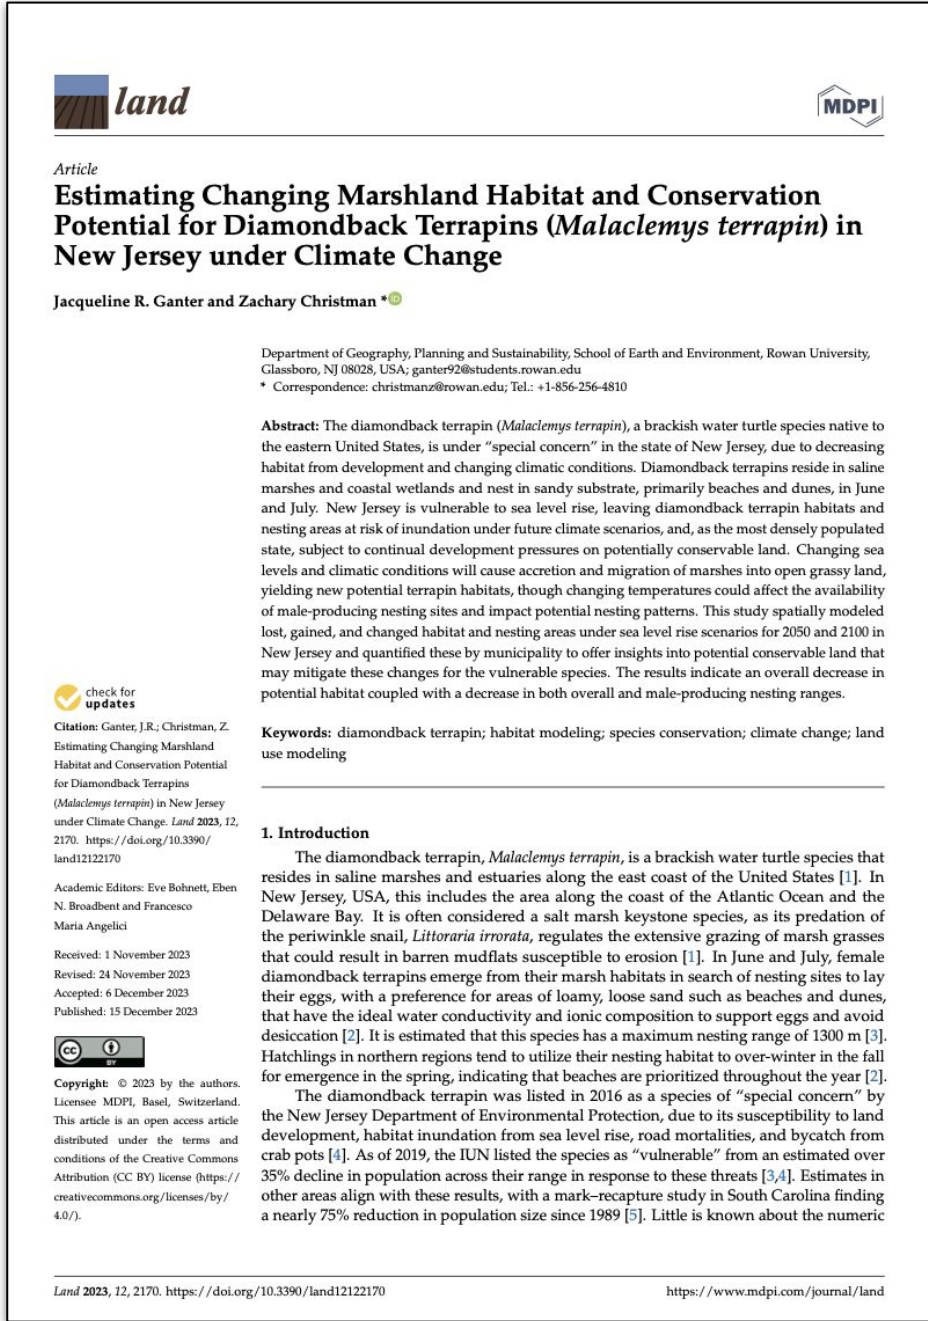 land
MDPI
Article
Estimating Changing Marshland Habitat and Conservation
Potential for Diamondback Terrapins (Malaclemys terrapin) in
New Jersey under Climate Change
Jacqueline R. Ganter and Zachary Christman *
Department of Geography, Planning and Sustainability, School of Earth and Environment, Rowan University,
Glassboro, NJ 08028, USA; ganter92@students.rowan.edu
* Correspondence: christmanz@rowan.edu; Tel.: +1-856-256-4810
Abstract: The diamondback terrapin (Malaclemys terrapin), a brackish water turtle species native to
the eastern United States, is under “special concern” in the state of New Jersey, due to decreasing
habitat from development and changing climatic conditions. Diamondback terrapins reside in saline
marshes and coastal wetlands and nest in sandy substrate, primarily beaches and dunes, in June
and July. New Jersey is vulnerable to sea level rise, leaving diamondback terrapin habitats and
nesting areas at risk of inundation under future climate scenarios, and, as the most densely populated
state, subject to continual development pressures on potentially conservable land. Changing sea
levels and climatic conditions will cause accretion and migration of marshes into open grassy land,
yielding new potential terrapin habitats, though changing temperatures could affect the availability
of male-producing nesting sites and impact potential nesting patterns. This study spatially modeled
lost, gained, and changed habitat and nesting areas under sea level rise scenarios for 2050 and 2100 in
New Jersey and quantified these by municipality to offer insights into potential conservable land that
may mitigate these changes for the vulnerable species. The results indicate an overall decrease in
potential habitat coupled with a decrease in both overall and male-producing nesting ranges.
Keywords: diamondback terrapin; habitat modeling; species conservation; climate change; land
use modeling
check for
updates
Citation: Ganter, J.R.; Christman, Z.
Estimating Changing Marshland
Habitat and Conservation Potential
for Diamondback Terrapins
(Malaclemys terrapin) in New Jersey
under Climate Change. Land 2023, 12,
2170. https://doi.org/10.3390/
land12122170
Academic Editors: Eve Bohnett, Eben
N. Broadbent and Francesco
Maria Angelici
Received: 1 November 2023
Revised: 24 November 2023
Accepted: 6 December 2023
Published: 15 December 2023
cc
BY
Copyright: © 2023 by the authors.
Licensee MDPI, Basel, Switzerland.
This article is an open access article
distributed under the terms and
conditions of the Creative Commons
Attribution (CC BY) license (https://
creativecommons.org/licenses/by/
4.0/).
1. Introduction
The diamondback terrapin, Malaclemys terrapin, is a brackish water turtle species that
resides in saline marshes and estuaries along the east coast of the United States [1]. In
New Jersey, USA, this includes the area along the coast of the Atlantic Ocean and the
Delaware Bay. It is often considered a salt marsh keystone species, as its predation of
the periwinkle snail, Littoraria irrorata, regulates the extensive grazing of marsh grasses
that could result in barren mudflats susceptible to erosion [1]. In June and July, female
diamondback terrapins emerge from their marsh habitats in search of nesting sites to lay
their eggs, with a preference for areas of loamy, loose sand such as beaches and dunes,
that have the ideal water conductivity and ionic composition to support eggs and avoid
desiccation [2]. It is estimated that this species has a maximum nesting range of 1300 m [3].
Hatchlings in northern regions tend to utilize their nesting habitat to over-winter in the fall
for emergence in the spring, indicating that beaches are prioritized throughout the year [2].
The diamondback terrapin was listed in 2016 as a species of “special concern” by
the New Jersey Department of Environmental Protection, due to its susceptibility to land
development, habitat inundation from sea level rise, road mortalities, and bycatch from
crab pots [4]. As of 2019, the IUN listed the species as “vulnerable” from an estimated over
35% decline in population across their range in response to these threats [3,4]. Estimates in
other areas align with these results, with a mark–recapture study in South Carolina finding
a nearly 75% reduction in population size since 1989 [5]. Little is known about the numeric
Land 2023, 12, 2170. https://doi.org/10.3390/land12122170
https://www.mdpi.com/journal/land